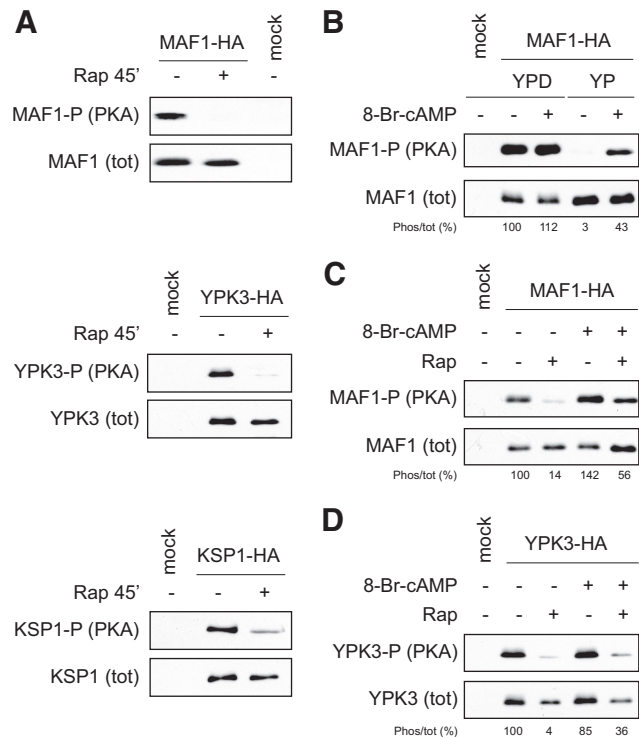 A
MAF1-HA
mock
Rap 45’ - + -
MAF1-P (PKA)
MAF1 (tot)
mock
YPK3-HA
Rap 45’ - - +
YPK3-P (PKA)
YPK3 (tot)
mock
KSP1-HA
Rap 45’ - - +
KSP1-P (PKA)
KSP1 (tot)
B
mock
MAF1-HA
YPD YP
8-Br-cAMP - - + - +
MAF1-P (PKA)
MAF1 (tot)
Phos/tot (%) 100 112 3 43
C
mock
MAF1-HA
8-Br-cAMP - - - + +
Rap - - + - +
MAF1-P (PKA)
MAF1 (tot)
Phos/tot (%) 100 14 142 56
D
mock
YPK3-HA
8-Br-cAMP - - - + +
Rap - - + - +
YPK3-P (PKA)
YPK3 (tot)
Phos/tot (%) 100 4 85 36